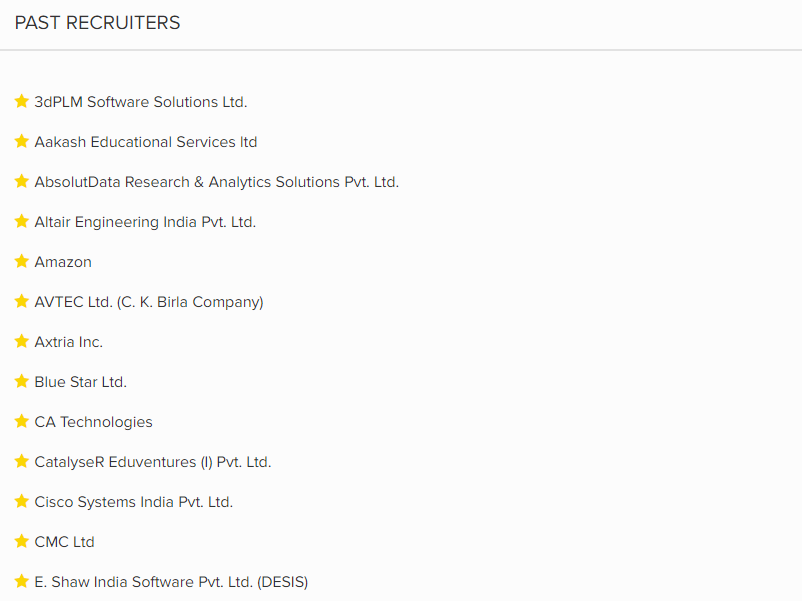 PAST RECRUITERS
3dPLM Software Solutions Ltd.
Aakash Educational Services ltd
AbsolutData Research & Analytics Solutions Pvt. Ltd.
Altair Engineering India Pvt. Ltd.
Amazon
AVTEC Ltd. (C. K. Birla Company)
Axtria Inc.
Blue Star Ltd.
CA Technologies
CatalyseR Eduventures (I) Pvt. Ltd.
Cisco Systems India Pvt. Ltd.
CMC Ltd
E. Shaw India Software Pvt. Ltd. (DESIS)